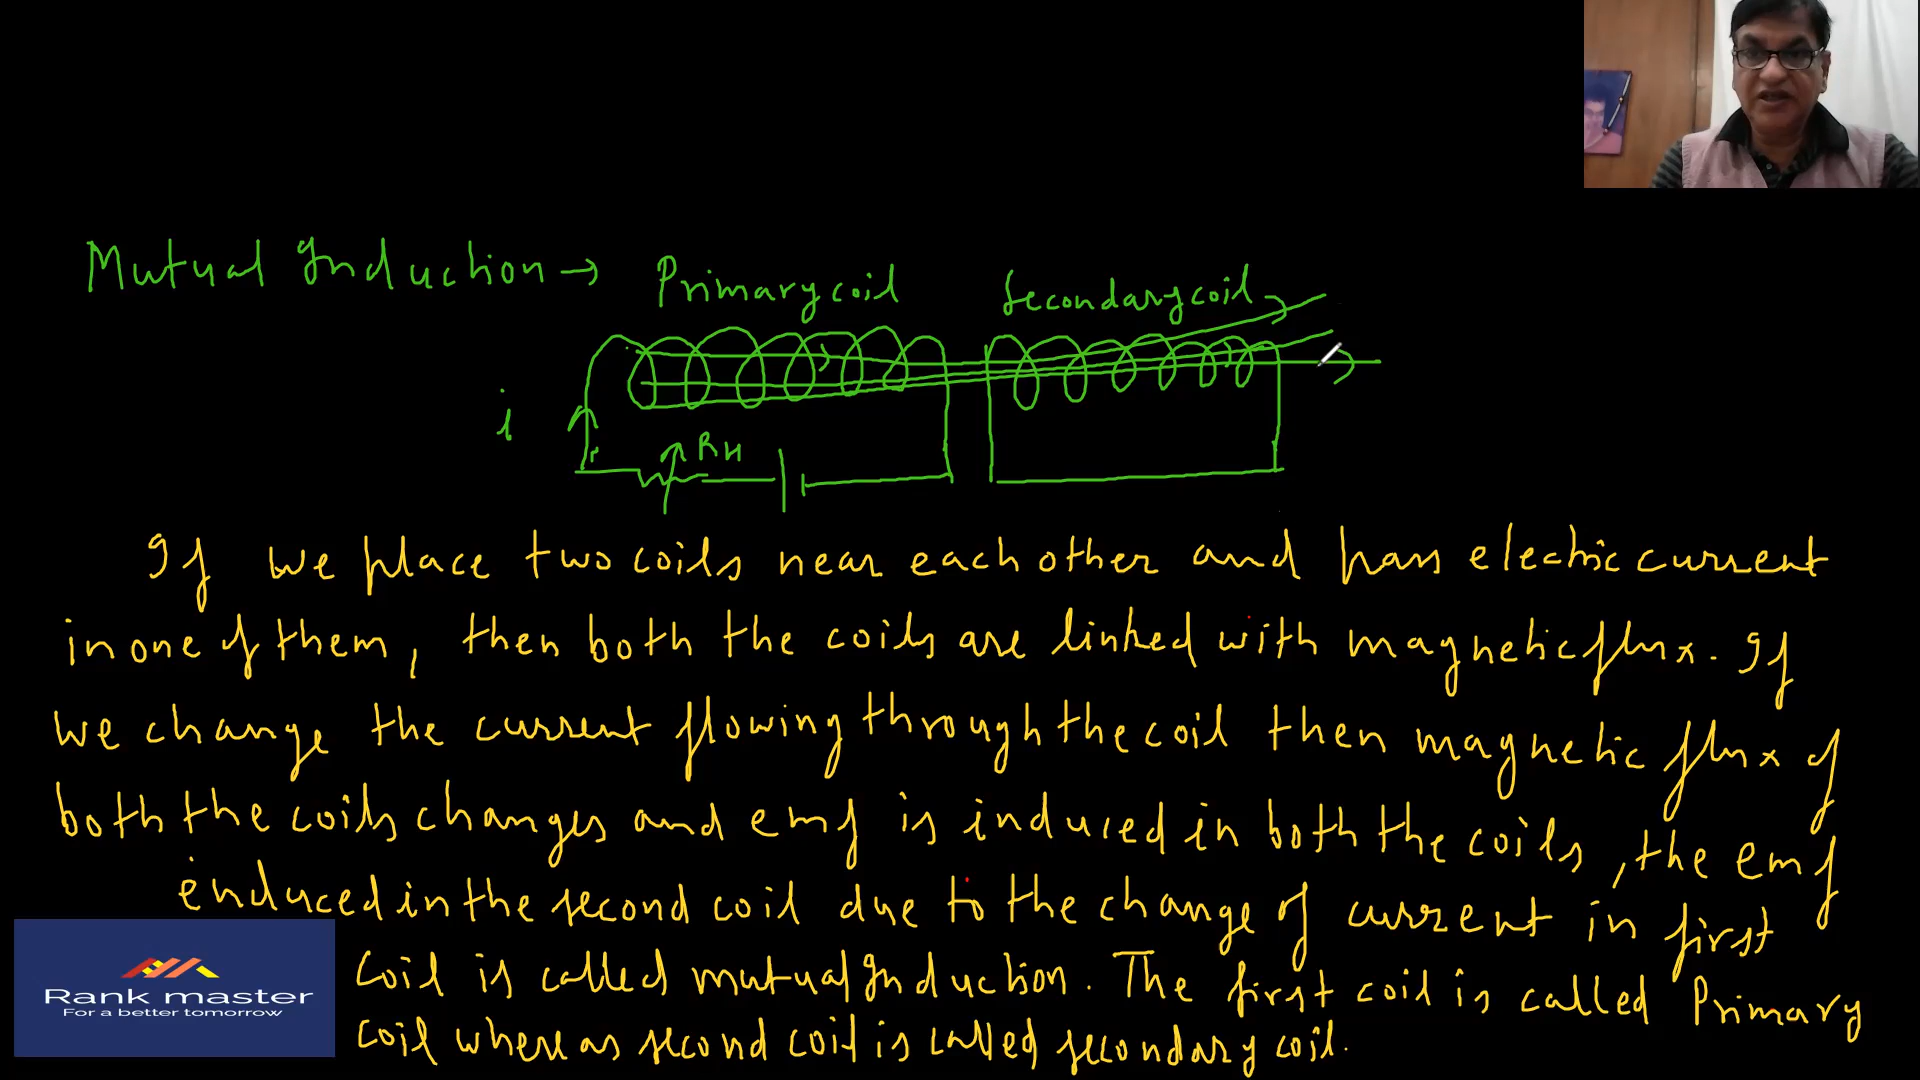 Mutual Induction → Primary coil Secondary coil
i
RH
If we place two coils near each other and pass electric current
in one of them, then both the coils are linked with magnetic flux. If
we change the current flowing through the coil then magnetic flux of
both the coils changes and emf is induced in both the coils, the emf
enduced in the second coil due to the change of current in first
coil is called mutual Induction. The first coil is called Primary
coil where as second coil is called secondary coil.
Rank master
For a better tomorrow